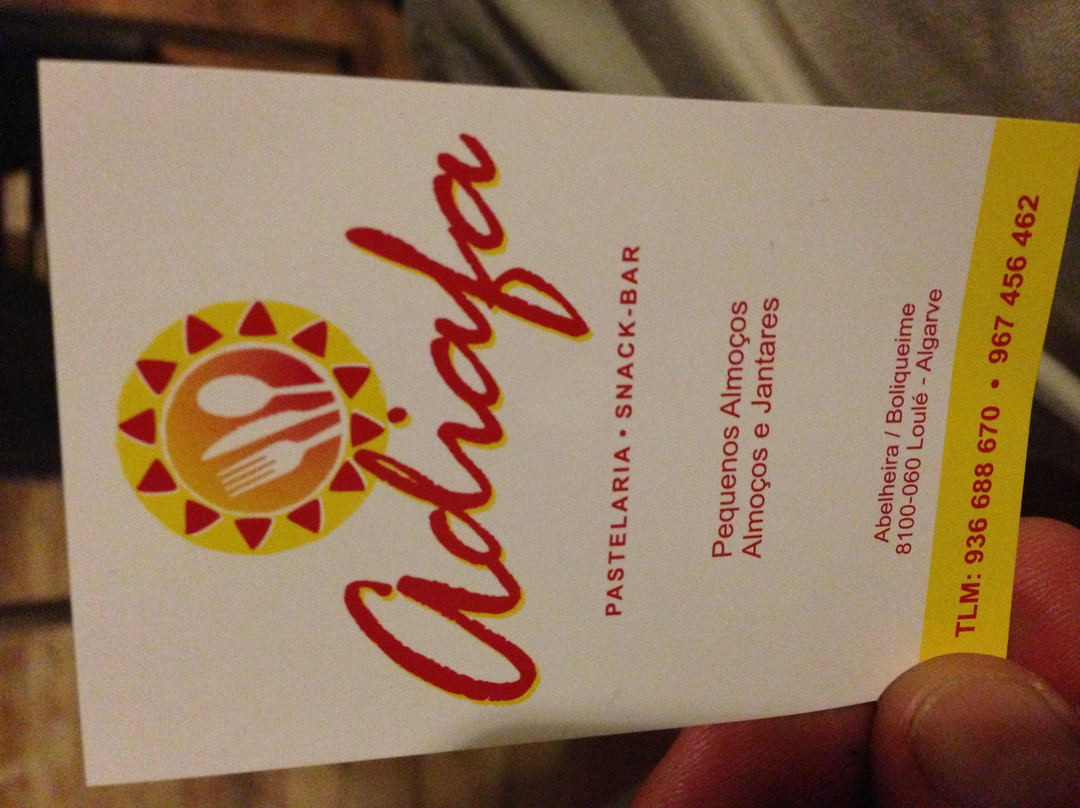 Adiafa
PASTELARIA • SNACK-BAR
Pequenos Almoços
Almoços e Jantares
Abelheira / Boliqueime
8100-060 Loulé - Algarve
TLM: 936 688 670 • 967 456 462